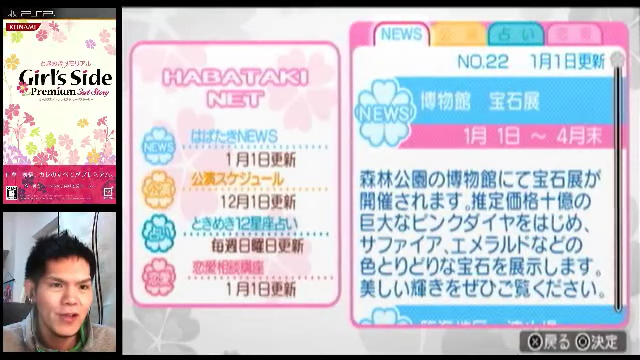 PSP
KONAMI
ときめきメモリアル
Girl's Side
Premium 3rd Story
HABATAKI
NET
はばたきNEWS
1月1日更新
公演スケジュール
12月1日更新
ときめき12星座占い
毎週日曜日更新
恋愛相談講座
1月1日更新
NEWS
占い
NO.22 1月1日更新
NEWS!
博物館 宝石展
1月 1日 ～ 4月末
森林公園の博物館にて宝石展が
開催されます。推定価格十億の
巨大なピンクダイヤをはじめ、
サファイア、エメラルドなどの
色とりどりな宝石を展示します。
美しい輝きをぜひご覧ください。
戻る 決定